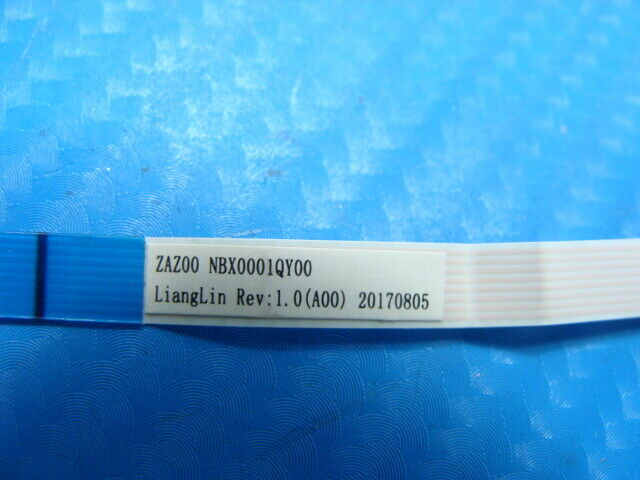 ZAZ00 NBX0001QY00
LiangLin Rev:1.0(A00) 20170805